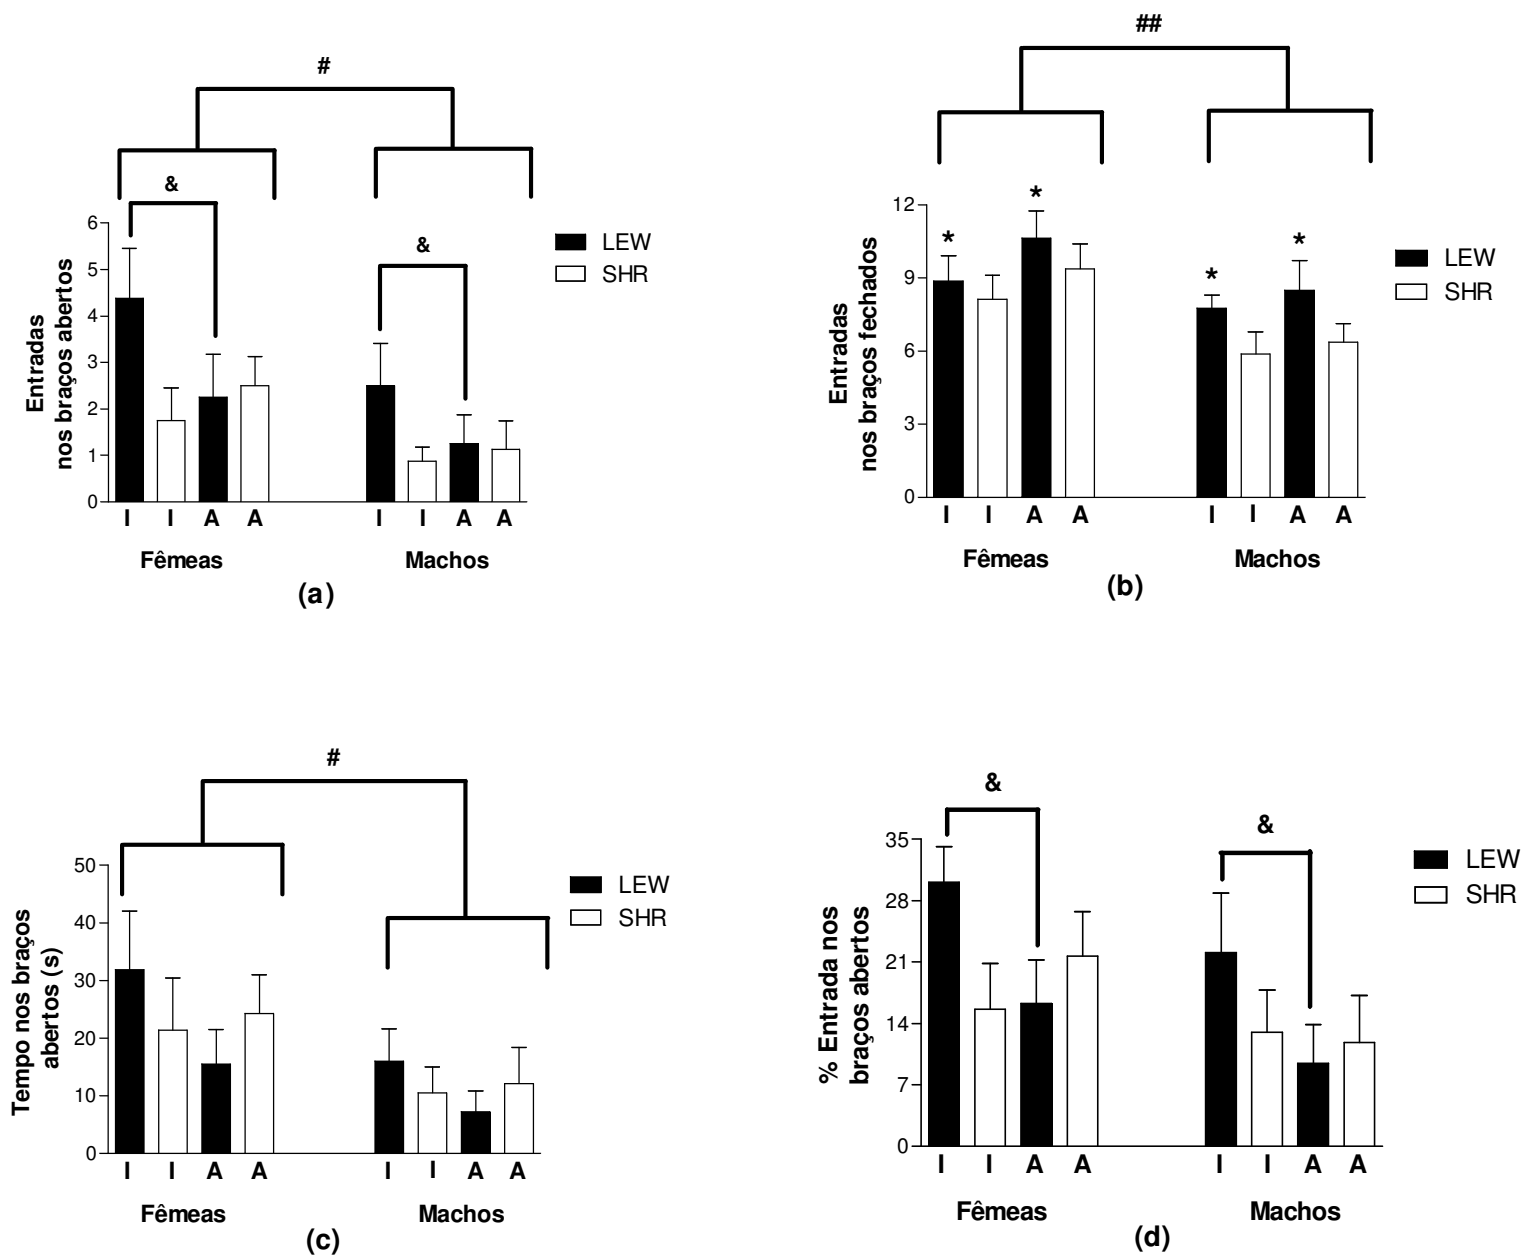 #
&
&
6
5
4
3
2
1
0
Entradas
nos braços abertos
LEW
SHR
I I A A I I A A
Fêmeas Machos
(a)
##
*
*
*
*
12
9
6
3
0
Entradas
nos braços fechados
LEW
SHR
I I A A I I A A
Fêmeas Machos
(b)
#
50
40
30
20
10
0
Tempo nos braços
abertos (s)
LEW
SHR
I I A A I I A A
Fêmeas Machos
(c)
&
&
35
28
21
14
7
0
% Entrada nos
braços abertos
LEW
SHR
I I A A I I A A
Fêmeas Machos
(d)